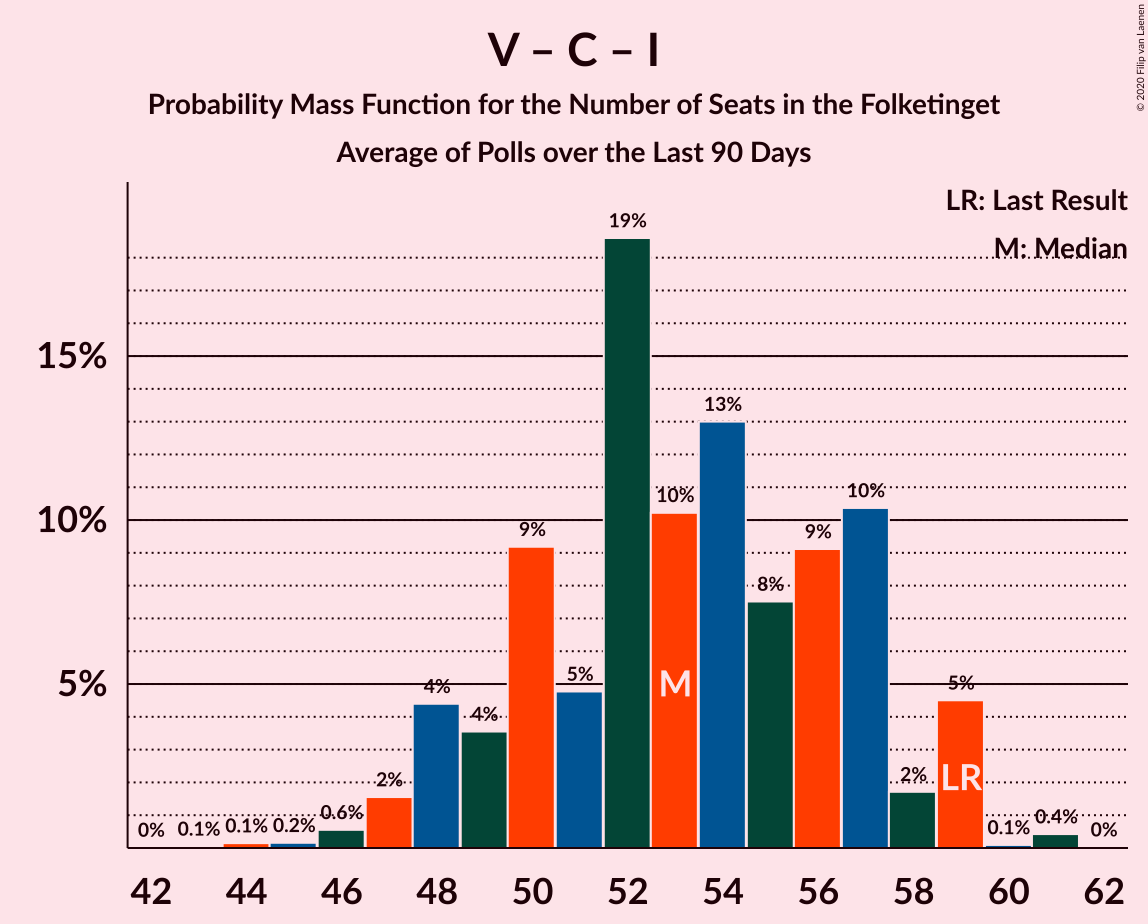 V – C – I
Probability Mass Function for the Number of Seats in the Folketinget
Average of Polls over the Last 90 Days
© 2020 Filip van Laenen
LR: Last Result
M: Median
15%
10%
5%
0%
0.1%
0.1%
0.2%
0.6%
2%
4%
4%
9%
5%
19%
10%
13%
8%
9%
10%
2%
5%
0.1%
0.4%
0%
M
LR
42 44 46 48 50 52 54 56 58 60 62